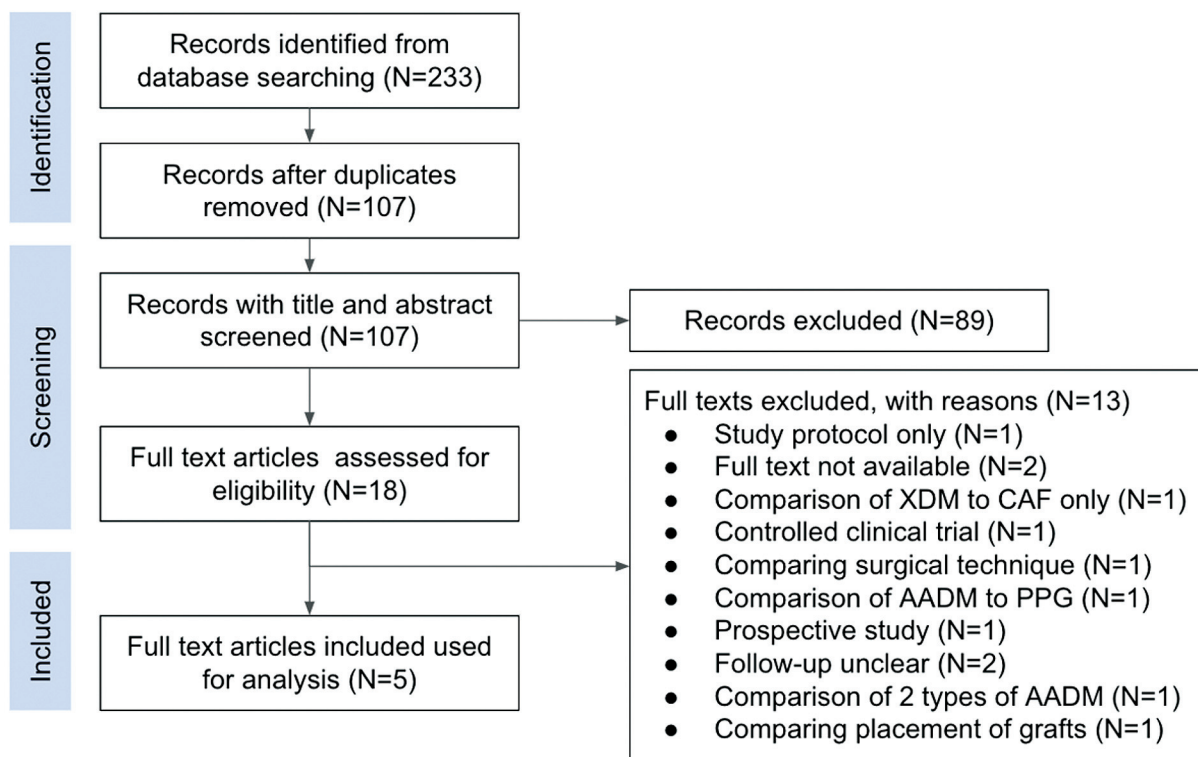 Identification
Records identified from
database searching (N=233)
Records after duplicates
removed (N=107)
Screening
Records with title and abstract
screened (N=107)
Records excluded (N=89)
Full text articles assessed for
eligibility (N=18)
Full texts excluded, with reasons (N=13)
● Study protocol only (N=1)
● Full text not available (N=2)
● Comparison of XDM to CAF only (N=1)
● Controlled clinical trial (N=1)
● Comparing surgical technique (N=1)
● Comparison of AADM to PPG (N=1)
● Prospective study (N=1)
● Follow-up unclear (N=2)
● Comparison of 2 types of AADM (N=1)
● Comparing placement of grafts (N=1)
Included
Full text articles included used
for analysis (N=5)